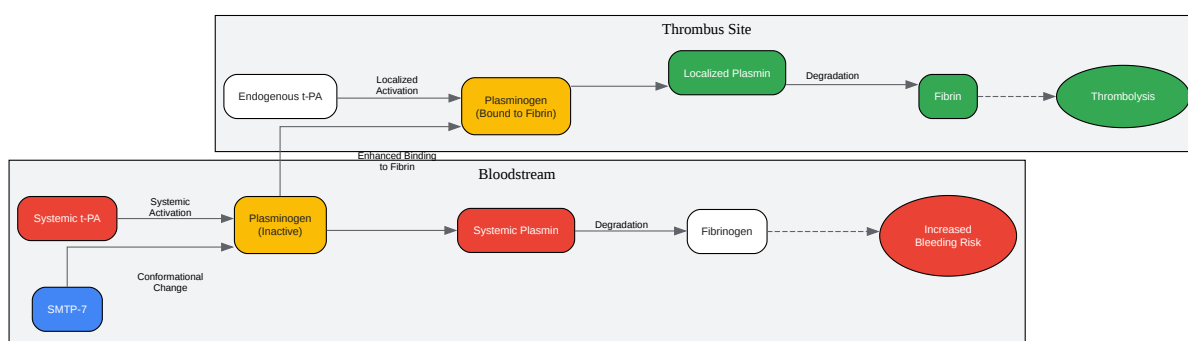 Thrombus Site
Endogenous t-PA
Localized
Activation
Plasminogen
(Bound to Fibrin)
Localized Plasmin
Degradation
Fibrin
Thrombolysis
Enhanced Binding
to Fibrin
Bloodstream
Systemic t-PA
Systemic
Activation
Plasminogen
(Inactive)
Systemic Plasmin
Degradation
Fibrinogen
Increased
Bleeding Risk
Conformational
Change
SMTP-7